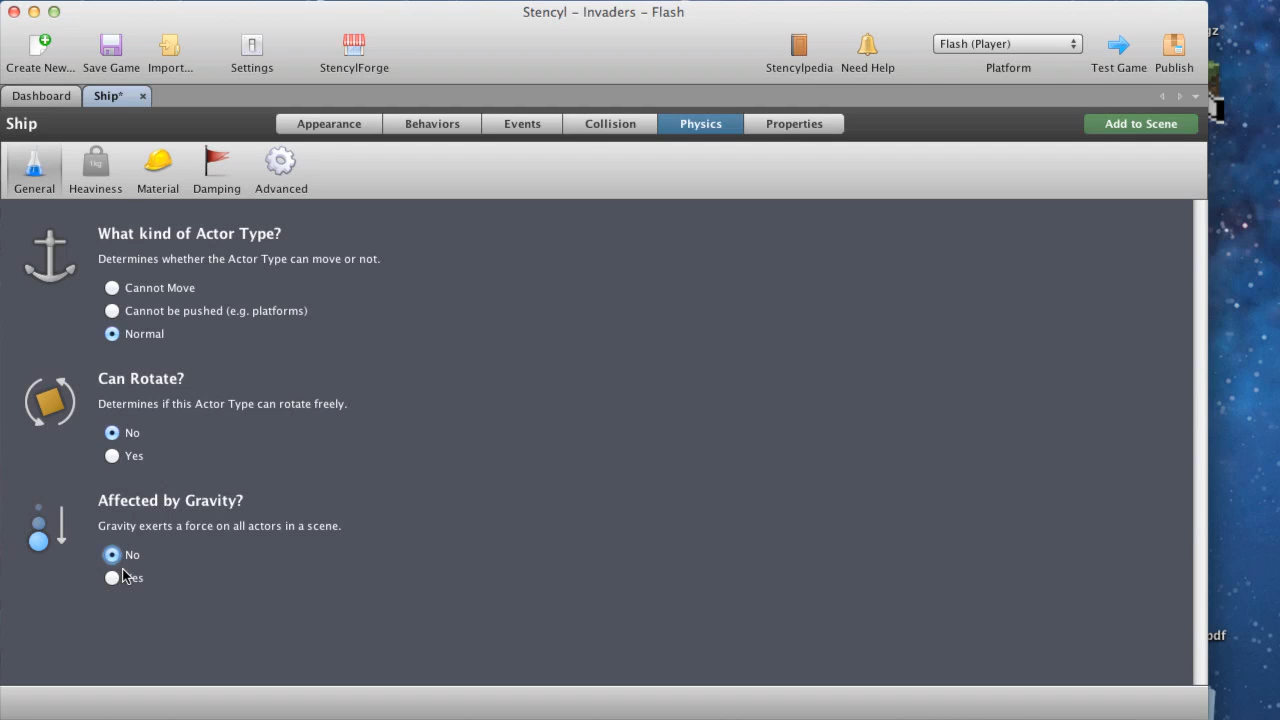 Stencyl – Invaders – Flash
Create New... Save Game Import... Settings StencylForge Stencylpedia Need Help Flash (Player) Platform Test Game Publish
Dashboard Ship*
Ship Appearance Behaviors Events Collision Physics Properties Add to Scene
General Heaviness Material Damping Advanced
What kind of Actor Type?
Determines whether the Actor Type can move or not.
Cannot Move
Cannot be pushed (e.g. platforms)
Normal
Can Rotate?
Determines if this Actor Type can rotate freely.
No
Yes
Affected by Gravity?
Gravity exerts a force on all actors in a scene.
No
Yes